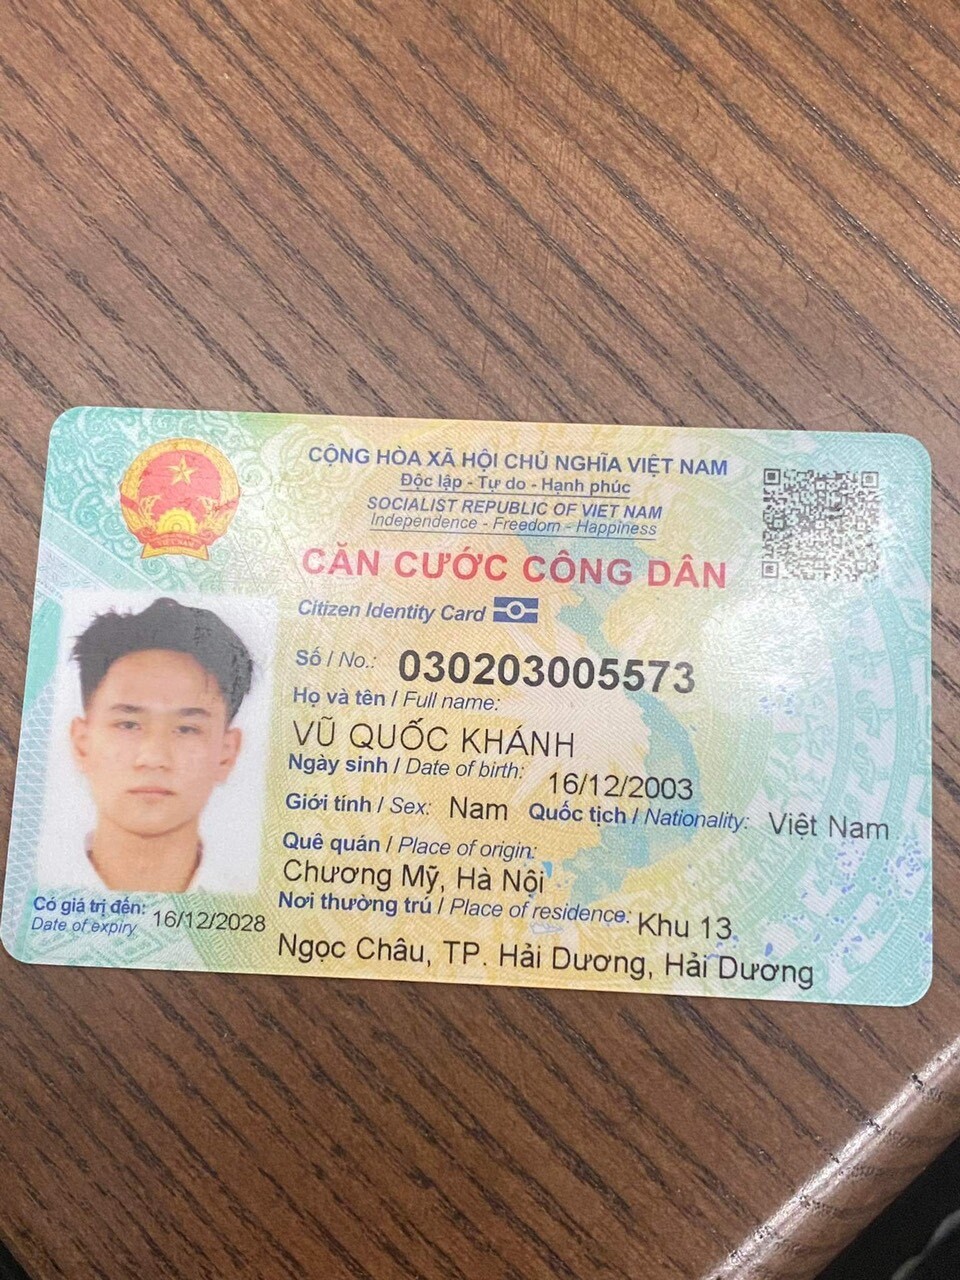 CỘNG HÒA XÃ HỘI CHỦ NGHĨA VIỆT NAM
Độc lập - Tự do - Hạnh phúc
SOCIALIST REPUBLIC OF VIET NAM
Independence - Freedom - Happiness
CĂN CƯỚC CÔNG DÂN
Citizen Identity Card
Số / No.: 030203005573
Họ và tên / Full name:
VŨ QUỐC KHÁNH
Ngày sinh / Date of birth: 16/12/2003
Giới tính / Sex: Nam Quốc tịch / Nationality: Việt Nam
Quê quán / Place of origin:
Chương Mỹ, Hà Nội
Nơi thường trú / Place of residence: Khu 13
Ngọc Châu, TP. Hải Dương, Hải Dương
Có giá trị đến: 16/12/2028
Date of expiry